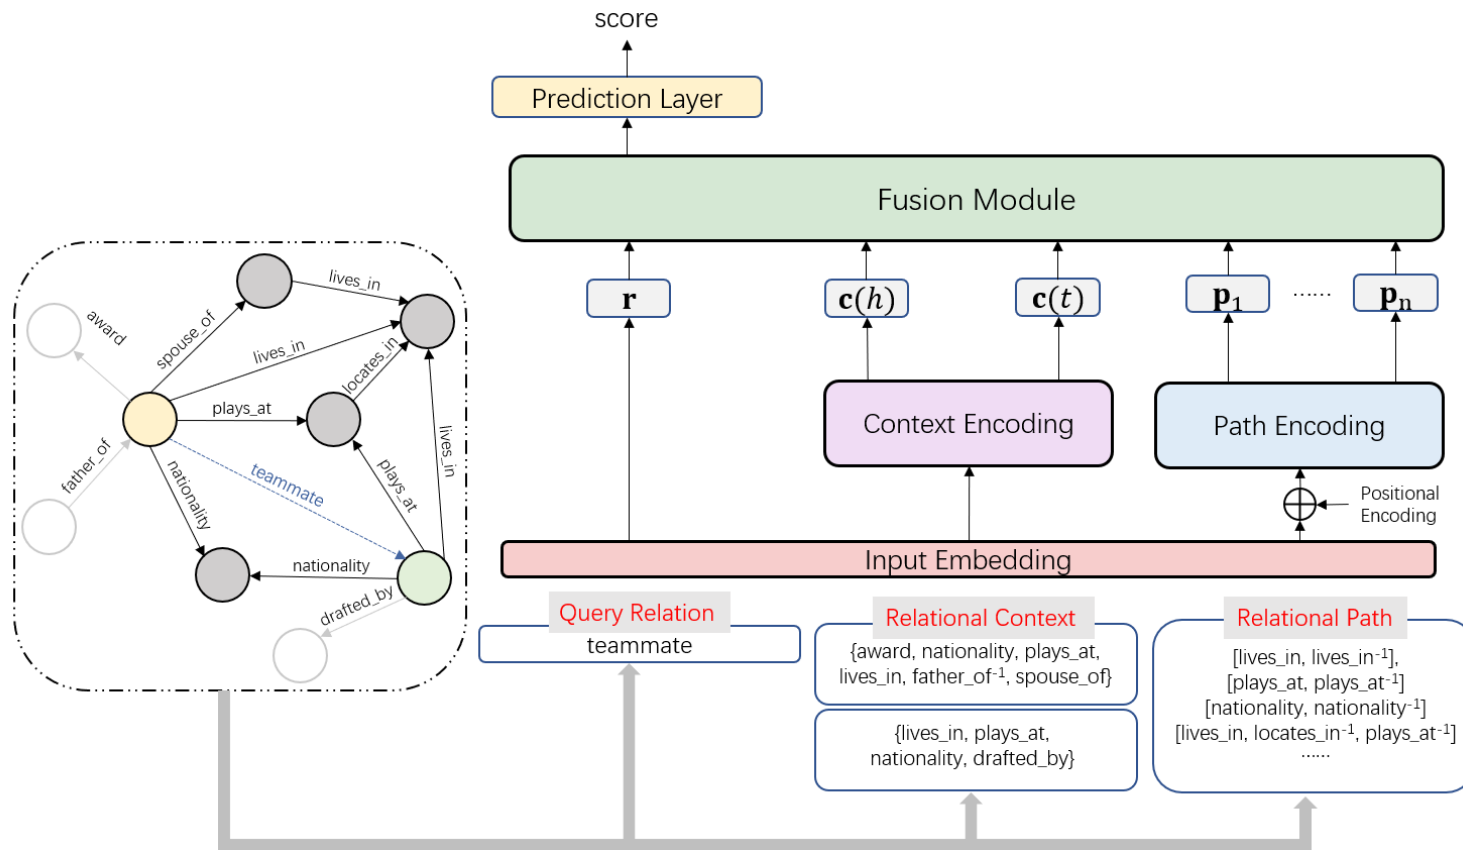 score
Prediction Layer
Fusion Module
r
c(h)
c(t)
p₁
......
pₙ
Context Encoding
Path Encoding
Positional
Encoding
Input Embedding
lives_in
award
spouse_of
lives_in
locates_in
plays_at
lives_in
father_of
nationality
teammate
plays_at
nationality
drafted_by
Query Relation
teammate
Relational Context
{award, nationality, plays_at,
lives_in, father_of⁻¹, spouse_of}
{lives_in, plays_at,
nationality, drafted_by}
Relational Path
[lives_in, lives_in⁻¹],
[plays_at, plays_at⁻¹]
[nationality, nationality⁻¹]
[lives_in, locates_in⁻¹, plays_at⁻¹]
......